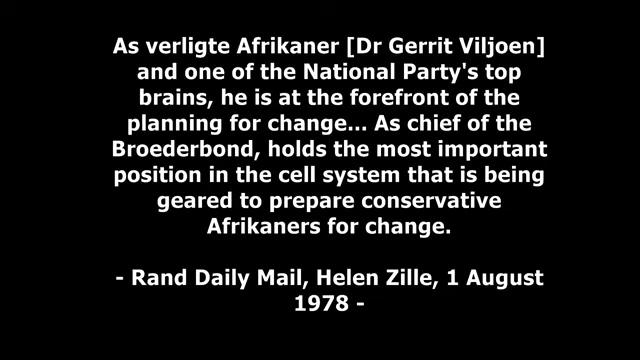 As verligte Afrikaner [Dr Gerrit Viljoen]
and one of the National Party's top
brains, he is at the forefront of the
planning for change... As chief of the
Broederbond, holds the most important
position in the cell system that is being
geared to prepare conservative
Afrikaners for change.
- Rand Daily Mail, Helen Zille, 1 August
1978 -